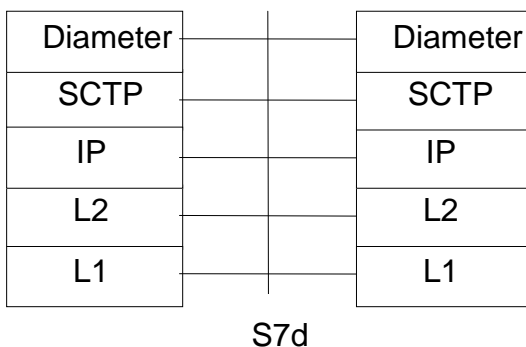 Diameter Diameter
SCTP SCTP
IP IP
L2 L2
L1 L1
S7d